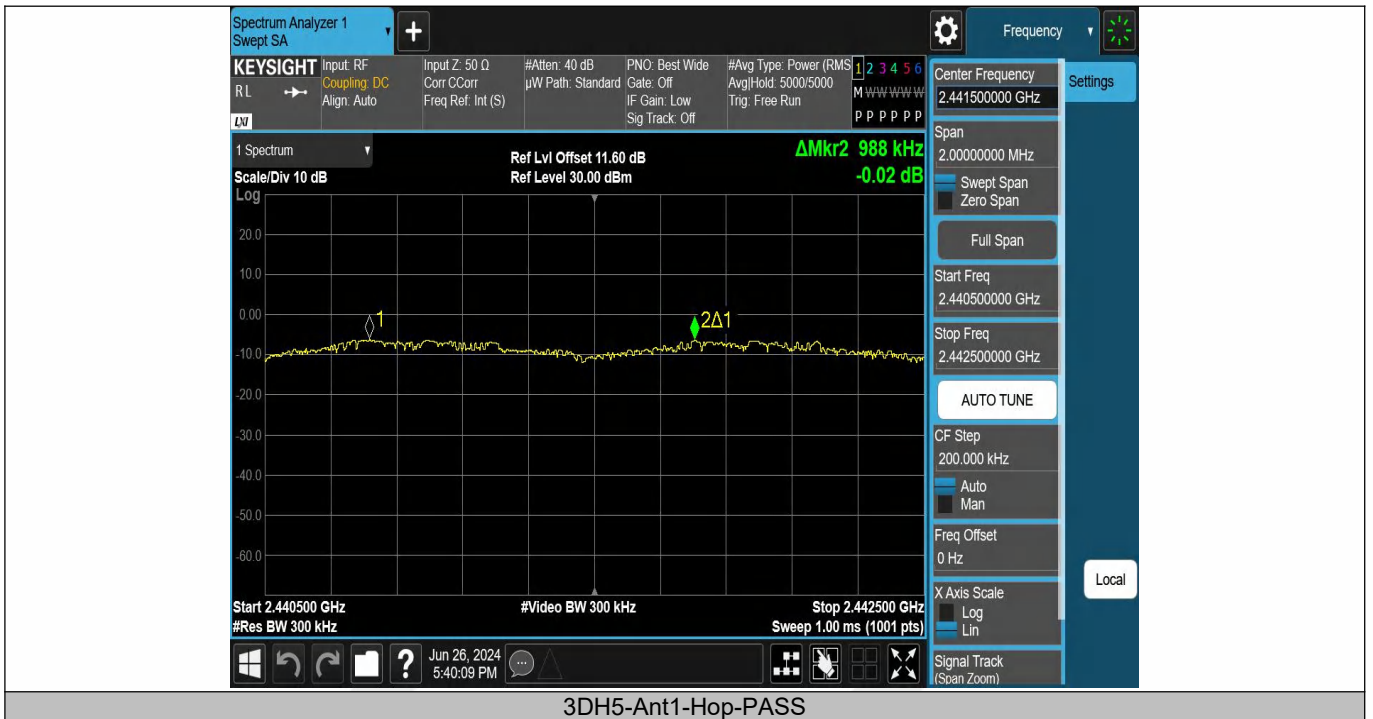 Spectrum Analyzer 1
Swept SA
+
Frequency
KEYSIGHT
RL
LXI
Input: RF
Coupling: DC
Align: Auto
Input Z: 50 Ω
Corr CCorr
Freq Ref: Int (S)
#Atten: 40 dB
µW Path: Standard
PNO: Best Wide
Gate: Off
IF Gain: Low
Sig Track: Off
#Avg Type: Power (RMS
Avg|Hold: 5000/5000
Trig: Free Run
1 2 3 4 5 6
M W W W W W
P P P P P P
1 Spectrum
Scale/Div 10 dB
Log
Ref Lvl Offset 11.60 dB
Ref Level 30.00 dBm
ΔMkr2 988 kHz
-0.02 dB
20.0
10.0
0.00
-10.0
-20.0
-30.0
-40.0
-50.0
-60.0
1
2Δ1
Start 2.440500 GHz
#Res BW 300 kHz
#Video BW 300 kHz
Stop 2.442500 GHz
Sweep 1.00 ms (1001 pts)
Center Frequency
2.441500000 GHz
Settings
Span
2.00000000 MHz
Swept Span
Zero Span
Full Span
Start Freq
2.440500000 GHz
Stop Freq
2.442500000 GHz
AUTO TUNE
CF Step
200.000 kHz
Auto
Man
Freq Offset
0 Hz
X Axis Scale
Log
Lin
Local
Signal Track
(Span Zoom)
?
Jun 26, 2024
5:40:09 PM
3DH5-Ant1-Hop-PASS